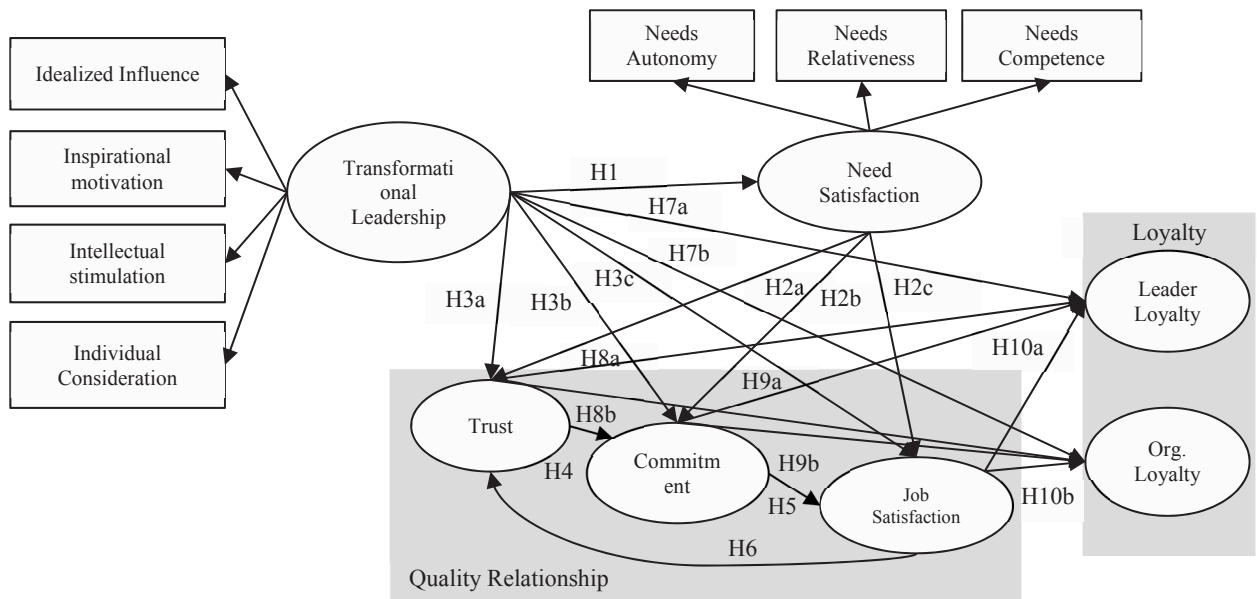 Idealized Influence
Inspirational
motivation
Intellectual
stimulation
Individual
Consideration
Transformati
onal
Leadership
Needs
Autonomy
Needs
Relativeness
Needs
Competence
Need
Satisfaction
H1
H7a
H7b
H3a
H3b
H3c
H2a
H2b
H2c
H8a
H9a
H10a
Loyalty
Leader
Loyalty
Org.
Loyalty
Trust
H8b
H4
Commitm
ent
H9b
H5
Job
Satisfaction
H10b
H6
Quality Relationship